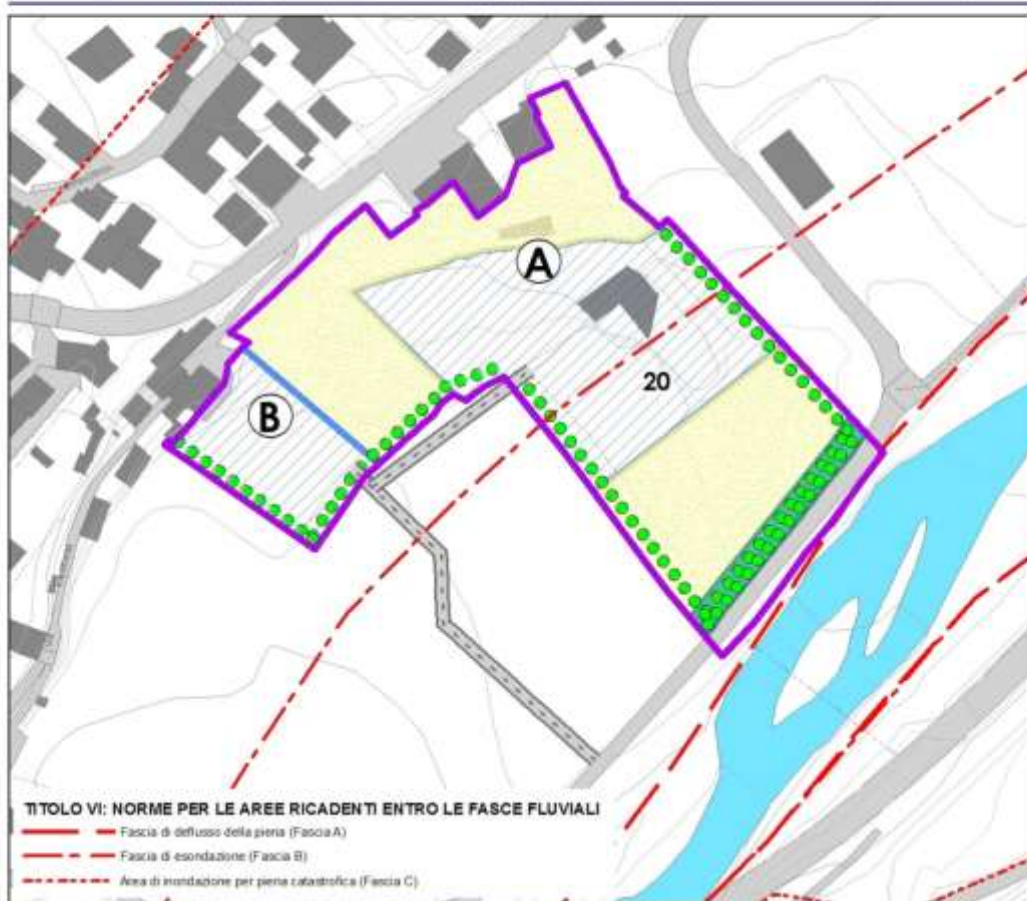 A
20
B
TITOLO VI: NORME PER LE AREE RICADENTI ENTRO LE FASCE FLUVIALI
Fascia di deflusso della piena (Fascia A)
Fascia di esondazione (Fascia B)
Area di inondazione per piena catastrofica (Fascia C)